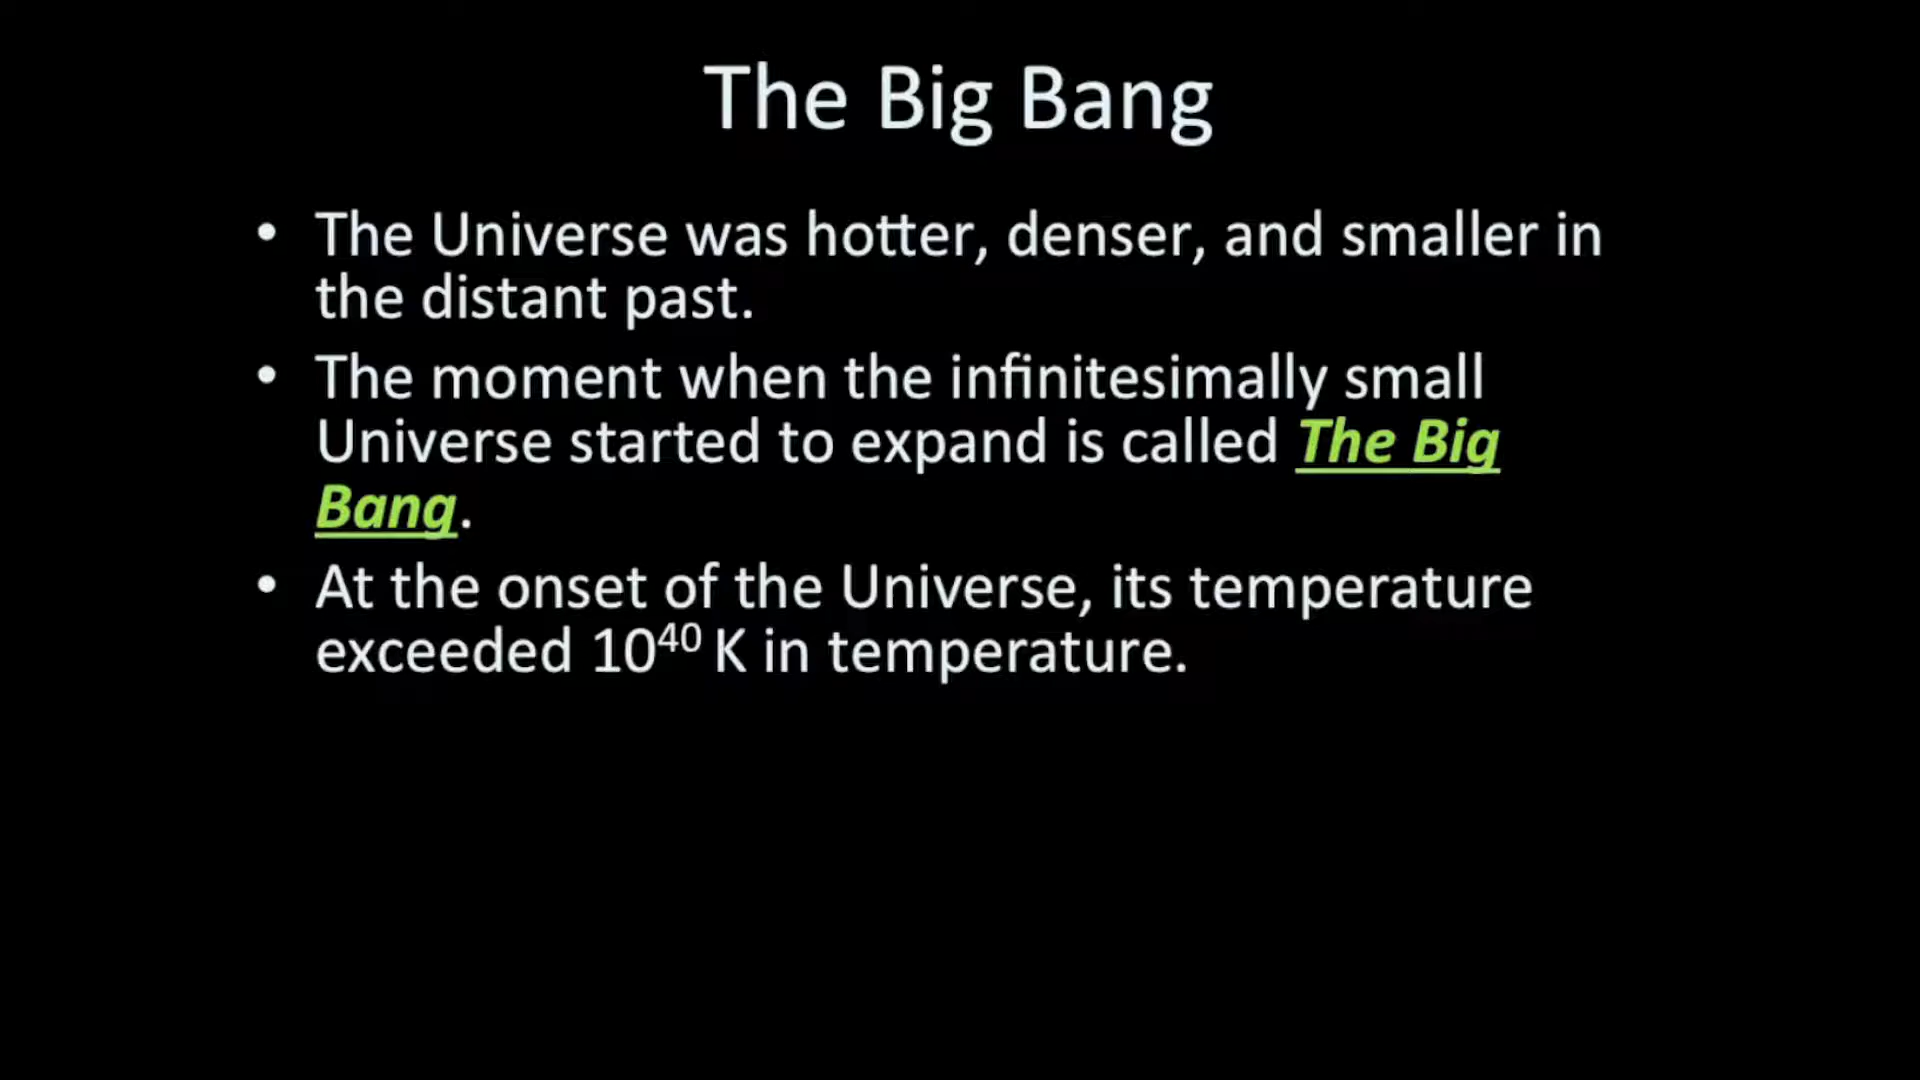 The Big Bang
• The Universe was hotter, denser, and smaller in
the distant past.
• The moment when the infinitesimally small
Universe started to expand is called The Big
Bang.
• At the onset of the Universe, its temperature
exceeded 10⁴⁰ K in temperature.